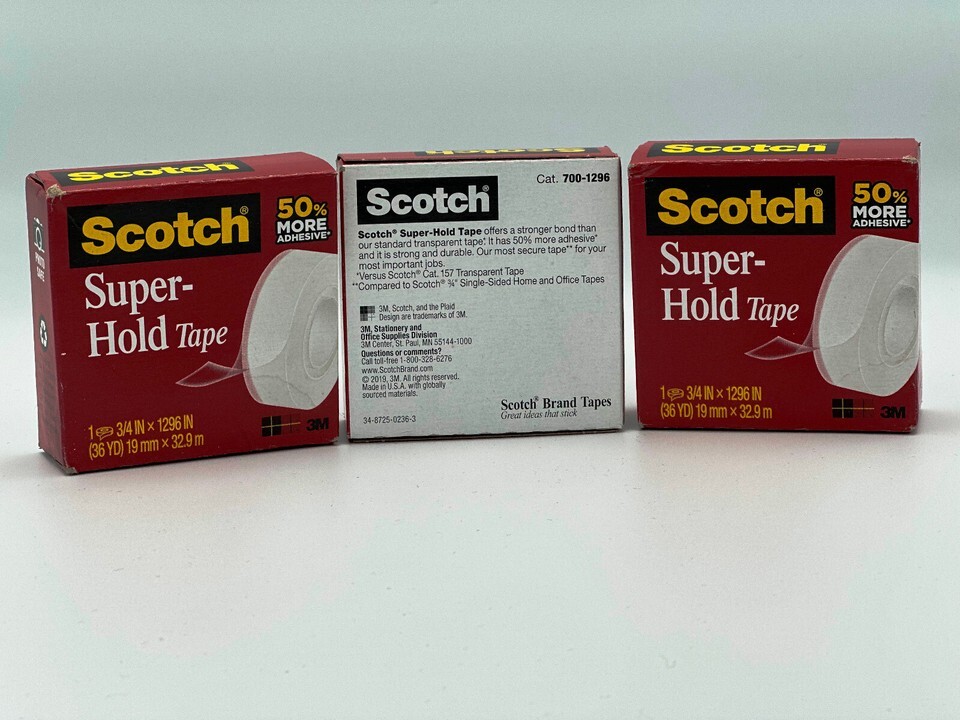 Scotch
Scotch®
50%
MORE
ADHESIVE*
Super-
Hold Tape
PHOTO
SAFE
1 3/4 IN × 1296 IN
(36 YD) 19 mm × 32.9 m
3M
Scotch
Scotch®
Cat. 700-1296
Scotch® Super-Hold Tape offers a stronger bond than
our standard transparent tape*. It has 50% more adhesive*
and it is strong and durable. Our most secure tape** for your
most important jobs.
*Versus Scotch® Cat. 157 Transparent Tape
**Compared to Scotch® ¾" Single-Sided Home and Office Tapes
3M, Scotch, and the Plaid
Design are trademarks of 3M.
3M, Stationery and
Office Supplies Division
3M Center, St. Paul, MN 55144-1000
Questions or comments?
Call toll-free 1-800-328-6276
www.ScotchBrand.com
© 2019, 3M. All rights reserved.
Made in U.S.A. with globally
sourced materials.
34-8725-0236-3
Scotch® Brand Tapes
Great ideas that stick
Scotch
Scotch®
50%
MORE
ADHESIVE*
Super-
Hold Tape
1 3/4 IN × 1296 IN
(36 YD) 19 mm × 32.9 m
3M